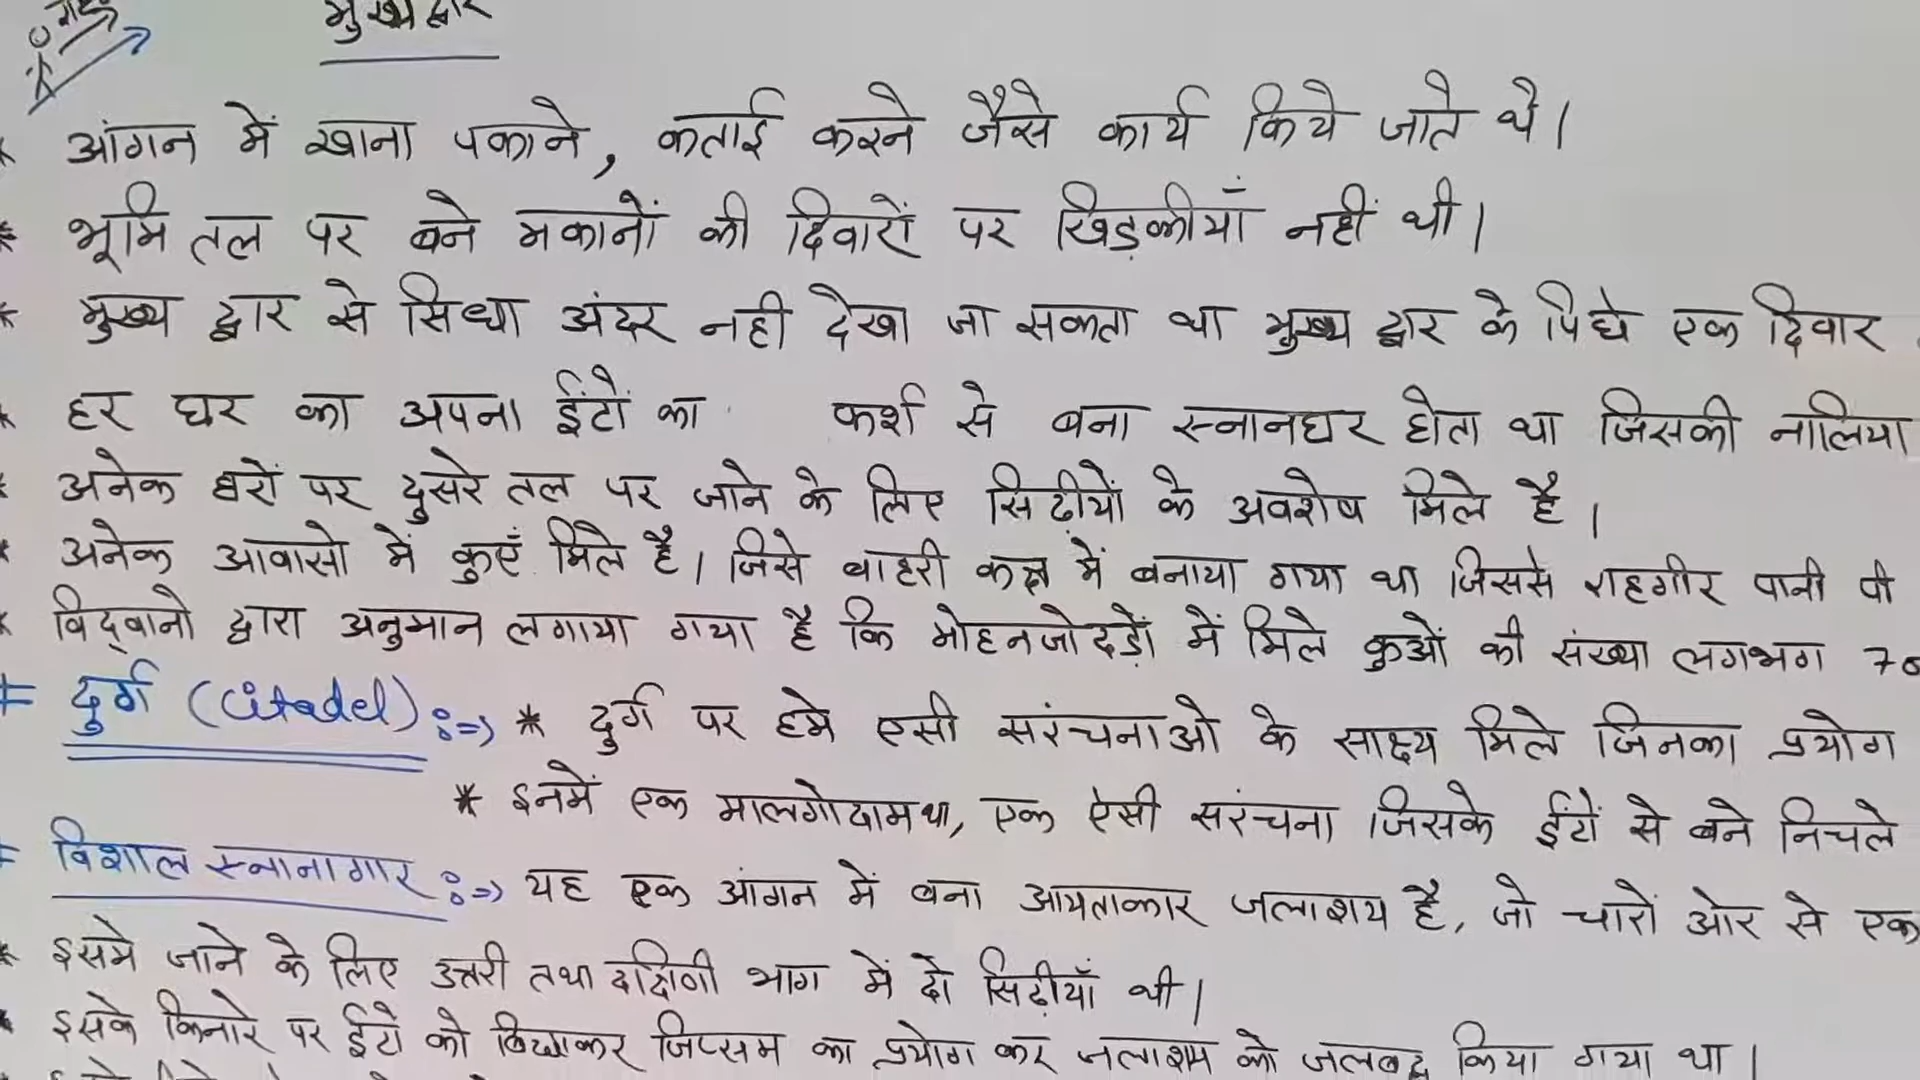 मुख्य द्वार
* आंगन में खाना पकाने, कताई करने जैसे कार्य किये जाते थे।
* भूमि तल पर बने मकानों की दिवारों पर खिड़कीयाँ नहीं थी।
* मुख्य द्वार से सिधा अंदर नही देखा जा सकता था मुख्य द्वार के पिछे एक दिवार
* हर घर का अपना ईंटों का फर्श से बना स्नानघर होता था जिसकी नालिया
* अनेक घरों पर दुसरे तल पर जाने के लिए सिढ़ीयों के अवशेष मिले है।
* अनेक आवासो में कुएं मिले है। जिसे बाहरी कक्ष में बनाया गया था जिससे राहगीर पानी पी
* विद्वानो द्वारा अनुमान लगाया गया है कि मोहनजोदड़ों में मिले कुओं की संख्या लगभग 70
दुर्ग (Citadel) :⇒ * दुर्ग पर हमे एसी सरंचनाओ के साक्ष्य मिले जिनका प्रयोग
* इनमें एक मालगोदाम था, एक ऐसी सरंचना जिसके ईंटों से बने निचले
विशाल स्नानागार :⇒ यह एक आंगन में बना आयताकार जलाशय है, जो चारों ओर से एक
* इसमे जाने के लिए उत्तरी तथा दक्षिणी भाग में दो सिढ़ीयाँ थी।
* इसके किनारे पर ईंटो को बिछाकर जिप्सम का प्रयोग कर जलाशय को जलबद्ध किया गया था।